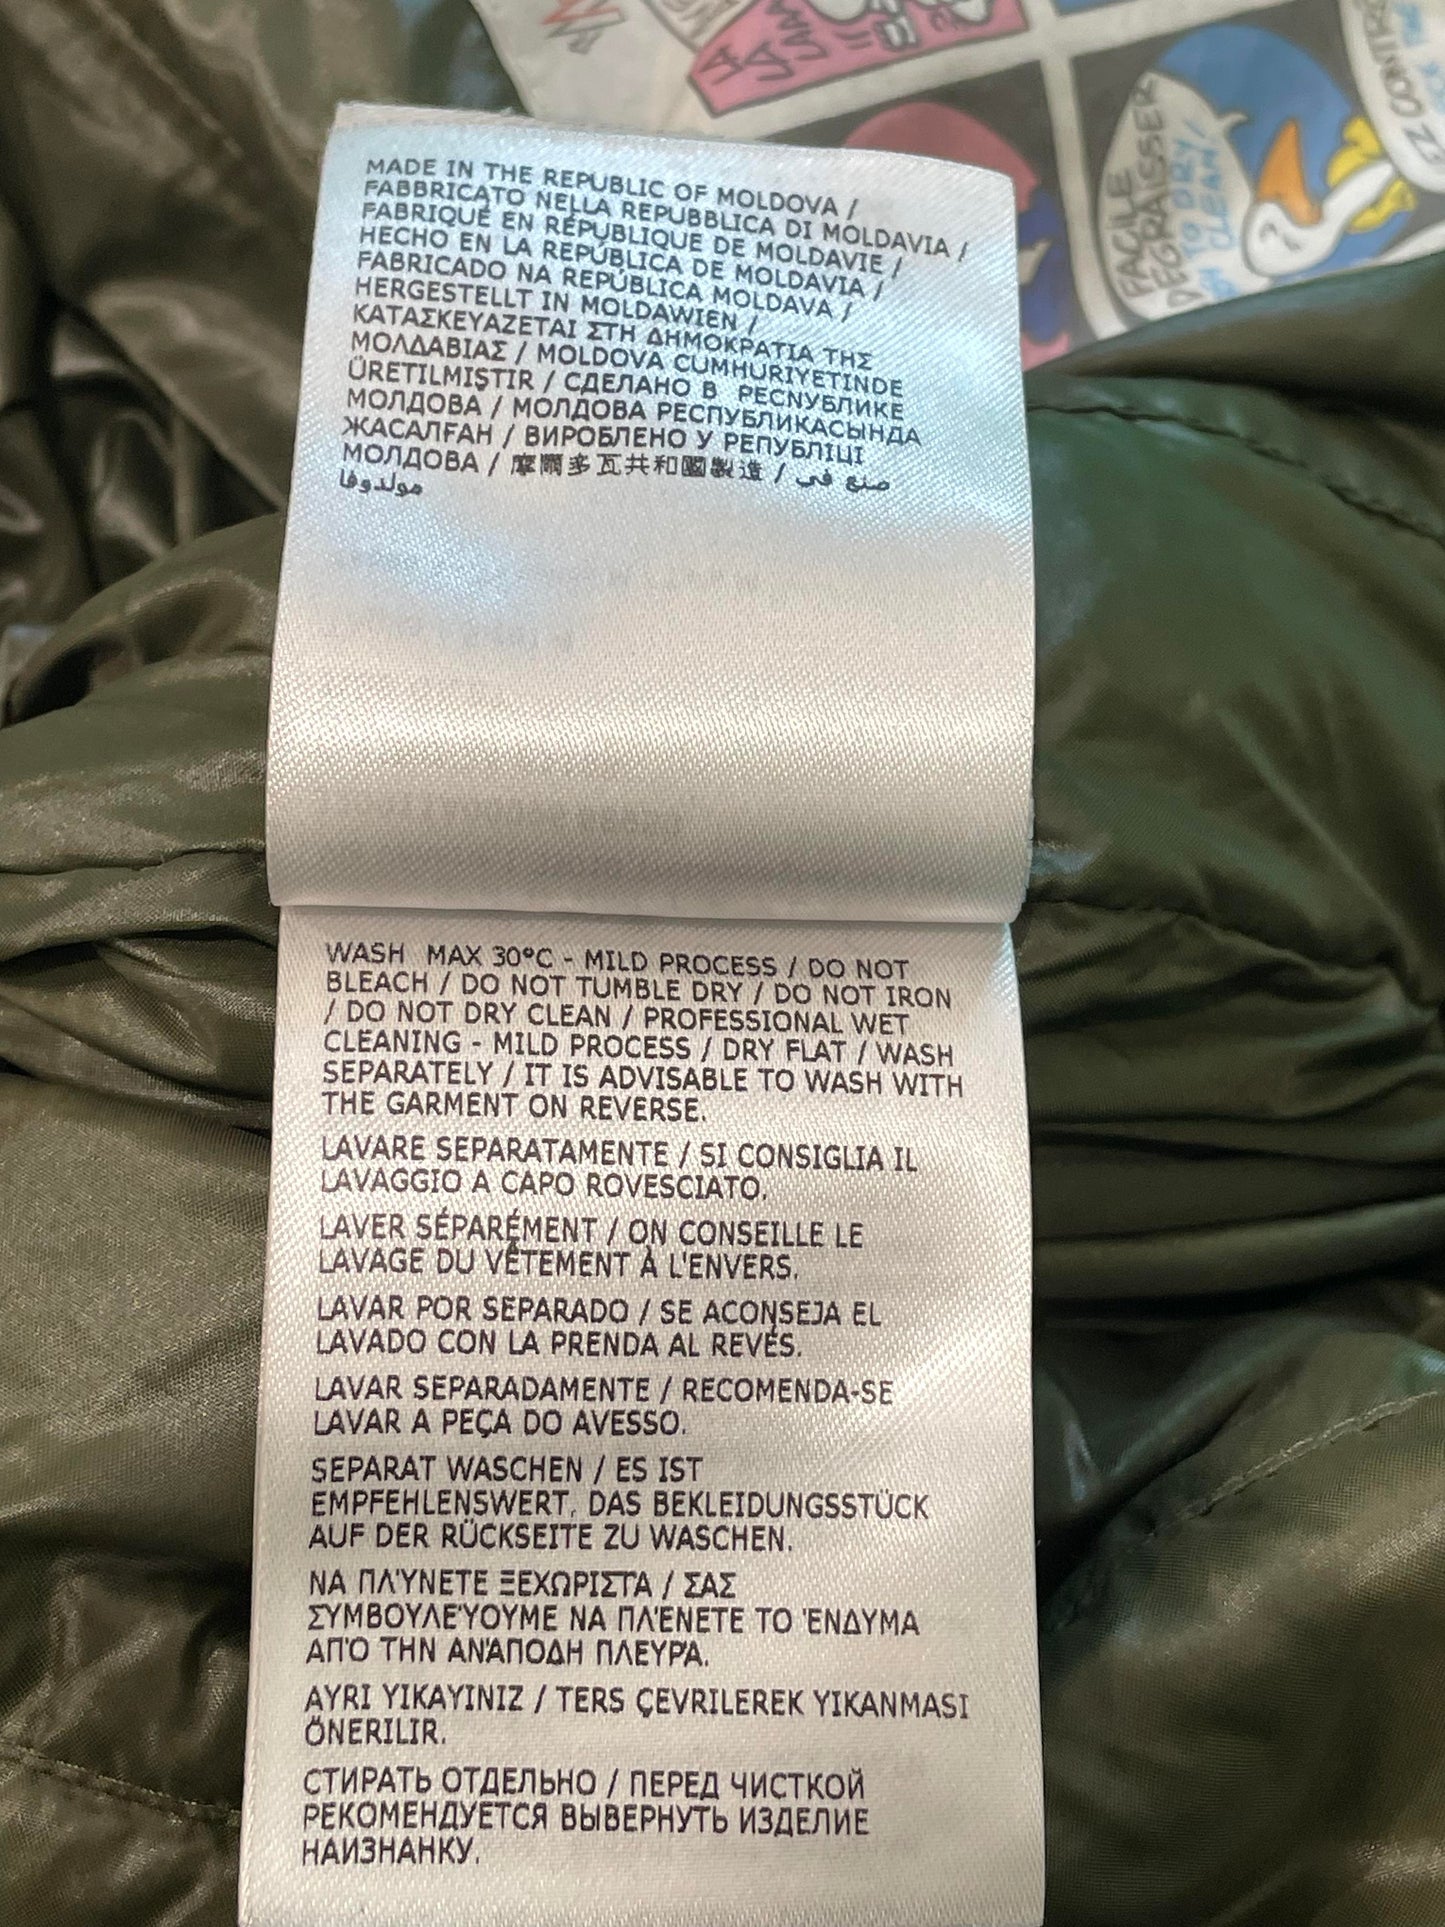 FACILE
DEGRAISSER
TO DRY
CLEAN!
EZ CONTRE
MADE IN THE REPUBLIC OF MOLDOVA /
FABBRICATO NELLA REPUBBLICA DI MOLDAVIA /
FABRIQUÉ EN RÉPUBLIQUE DE MOLDAVIE /
HECHO EN LA REPÚBLICA DE MOLDAVIA /
FABRICADO NA REPÚBLICA MOLDAVA /
HERGESTELLT IN MOLDAWIEN /
ΚΑΤΑΣΚΕΥΑΖΕΤΑΙ ΣΤΗ ΔΗΜΟΚΡΑΤΙΑ ΤΗΣ
ΜΟΛΔΑΒΙΑΣ / MOLDOVA CUMHURİYETİNDE
ÜRETILMIŞTIR / СДЕЛАНО В РЕСПУБЛИКЕ
МОЛДОВА / МОЛДОВА РЕСПУБЛИКАСЫНДА
ЖАСАЛҒАН / ВИРОБЛЕНО У РЕПУБЛІЦІ
МОЛДОВА / 摩爾多瓦共和國製造 / صنع في
مولدوفا
WASH MAX 30°C - MILD PROCESS / DO NOT
BLEACH / DO NOT TUMBLE DRY / DO NOT IRON
/ DO NOT DRY CLEAN / PROFESSIONAL WET
CLEANING - MILD PROCESS / DRY FLAT / WASH
SEPARATELY / IT IS ADVISABLE TO WASH WITH
THE GARMENT ON REVERSE.
LAVARE SEPARATAMENTE / SI CONSIGLIA IL
LAVAGGIO A CAPO ROVESCIATO.
LAVER SÉPARÉMENT / ON CONSEILLE LE
LAVAGE DU VÊTEMENT À L'ENVERS.
LAVAR POR SEPARADO / SE ACONSEJA EL
LAVADO CON LA PRENDA AL REVÉS.
LAVAR SEPARADAMENTE / RECOMENDA-SE
LAVAR A PEÇA DO AVESSO.
SEPARAT WASCHEN / ES IST
EMPFEHLENSWERT, DAS BEKLEIDUNGSSTÜCK
AUF DER RÜCKSEITE ZU WASCHEN.
ΝΑ ΠΛΎΝΕΤΕ ΞΕΧΩΡΙΣΤΑ / ΣΑΣ
ΣΥΜΒΟΥΛΕΎΟΥΜΕ ΝΑ ΠΛΈΝΕΤΕ ΤΟ ΈΝΔΥΜΑ
ΑΠΌ ΤΗΝ ΑΝΆΠΟΔΗ ΠΛΕΥΡΆ.
AYRI YIKAYINIZ / TERS ÇEVRILEREK YIKANMASI
ÖNERILIR.
СТИРАТЬ ОТДЕЛЬНО / ПЕРЕД ЧИСТКОЙ
РЕКОМЕНДУЕТСЯ ВЫВЕРНУТЬ ИЗДЕЛИЕ
НАИЗНАНКУ.